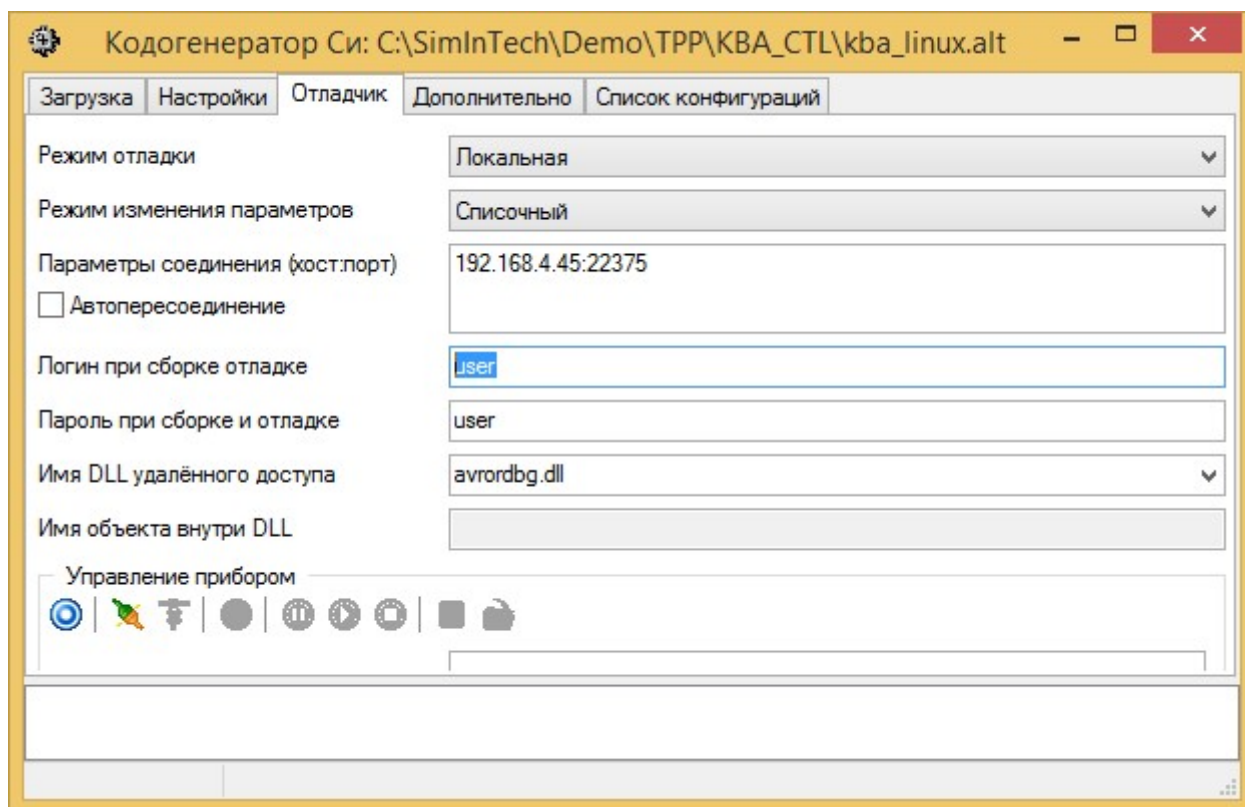 Кодогенератор Си: C:\SimInTech\Demo\TPP\KBA_CTL\kba_linux.alt
Загрузка Настройки Отладчик Дополнительно Список конфигураций
Режим отладки Локальная
Режим изменения параметров Списочный
Параметры соединения (хост:порт) 192.168.4.45:22375
Автопересоединение
Логин при сборке отладке user
Пароль при сборке и отладке user
Имя DLL удалённого доступа avrordbg.dll
Имя объекта внутри DLL
Управление прибором